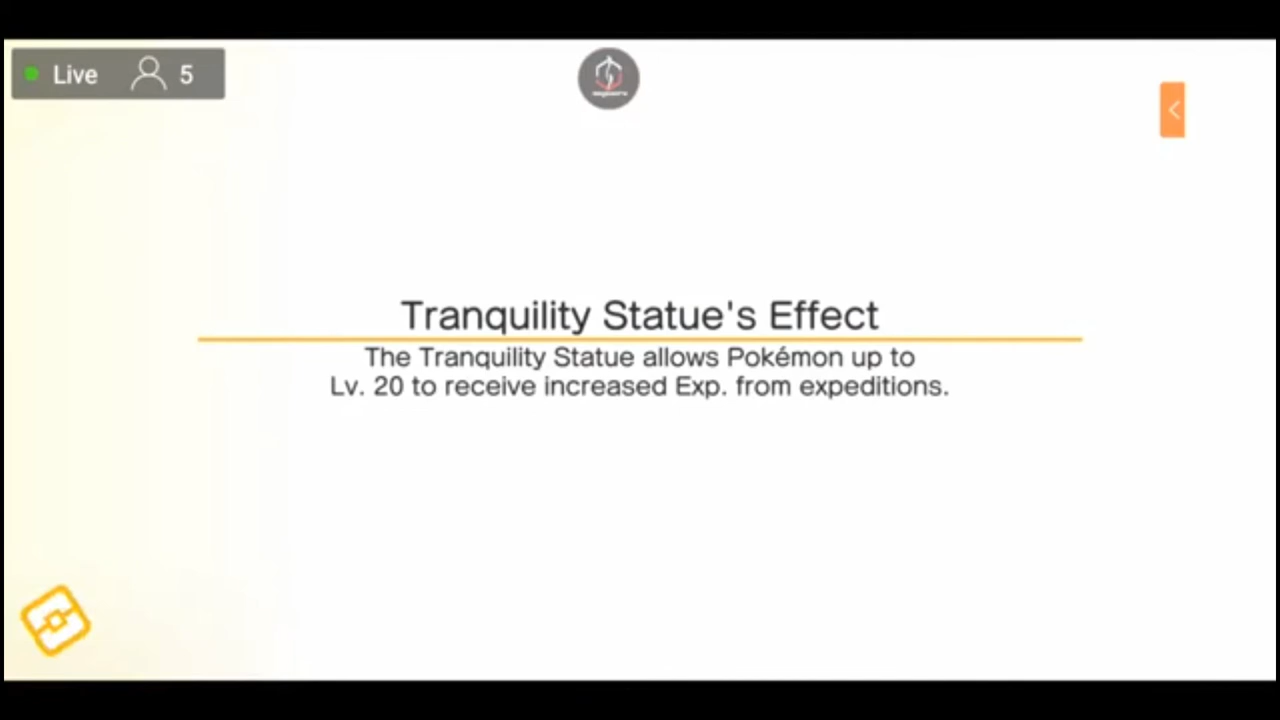 Live 5
Tranquility Statue's Effect
The Tranquility Statue allows Pokémon up to
Lv. 20 to receive increased Exp. from expeditions.